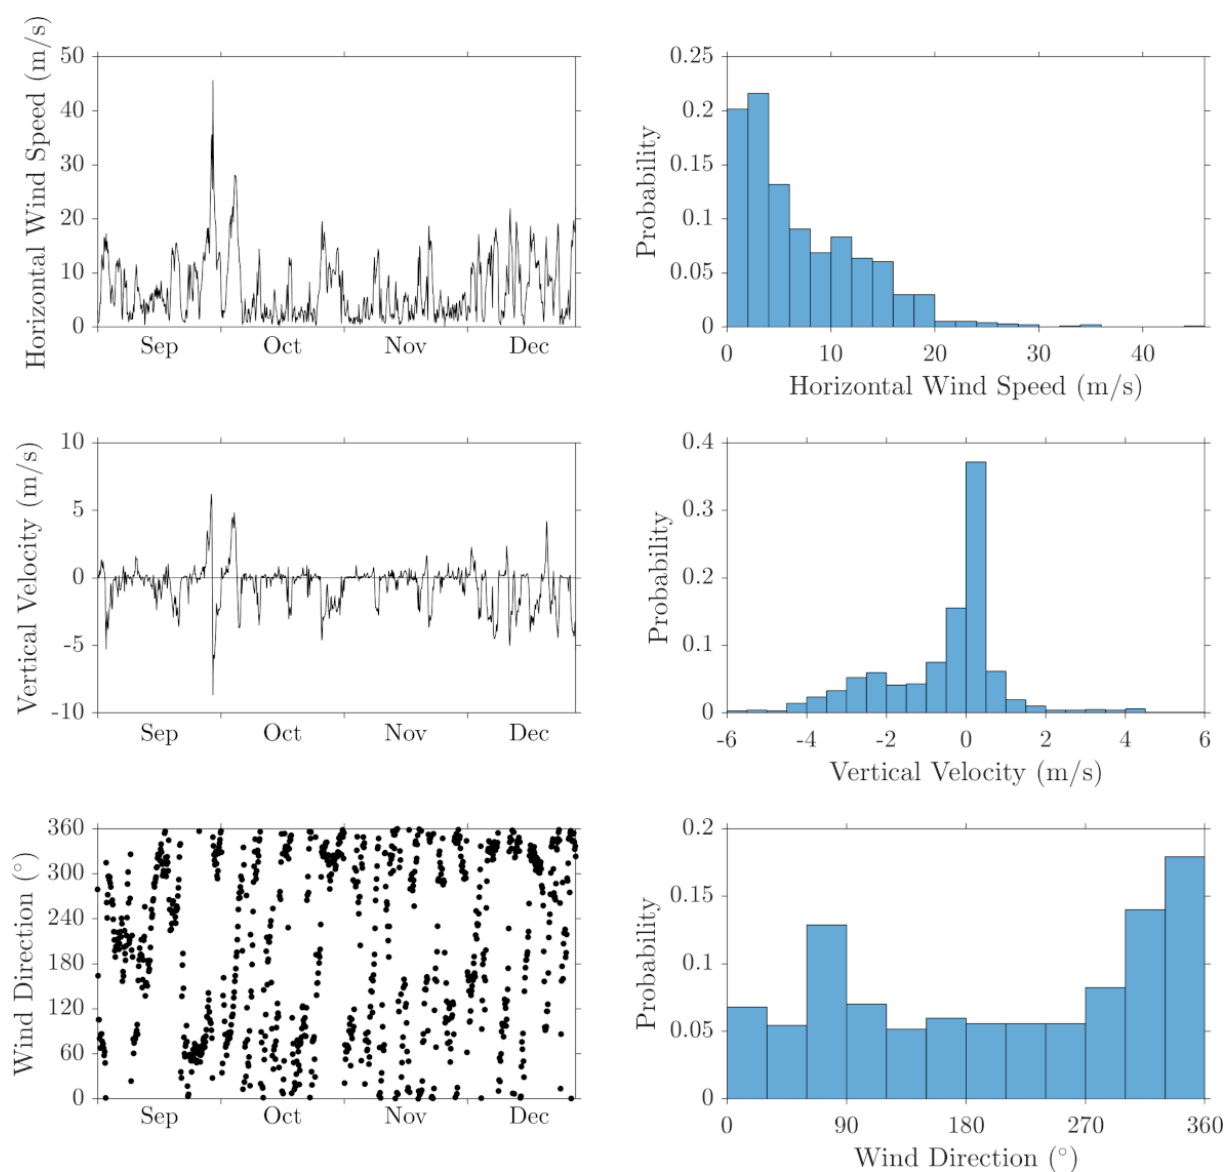 Horizontal Wind Speed (m/s)
50
40
30
20
10
0
Sep Oct Nov Dec
Probability
0.25
0.2
0.15
0.1
0.05
0
0 10 20 30 40
Horizontal Wind Speed (m/s)
Vertical Velocity (m/s)
10
5
0
-5
-10
Sep Oct Nov Dec
Probability
0.4
0.3
0.2
0.1
0
-6 -4 -2 0 2 4 6
Vertical Velocity (m/s)
Wind Direction (°)
360
300
240
180
120
60
0
Sep Oct Nov Dec
Probability
0.2
0.15
0.1
0.05
0
0 90 180 270 360
Wind Direction (°)